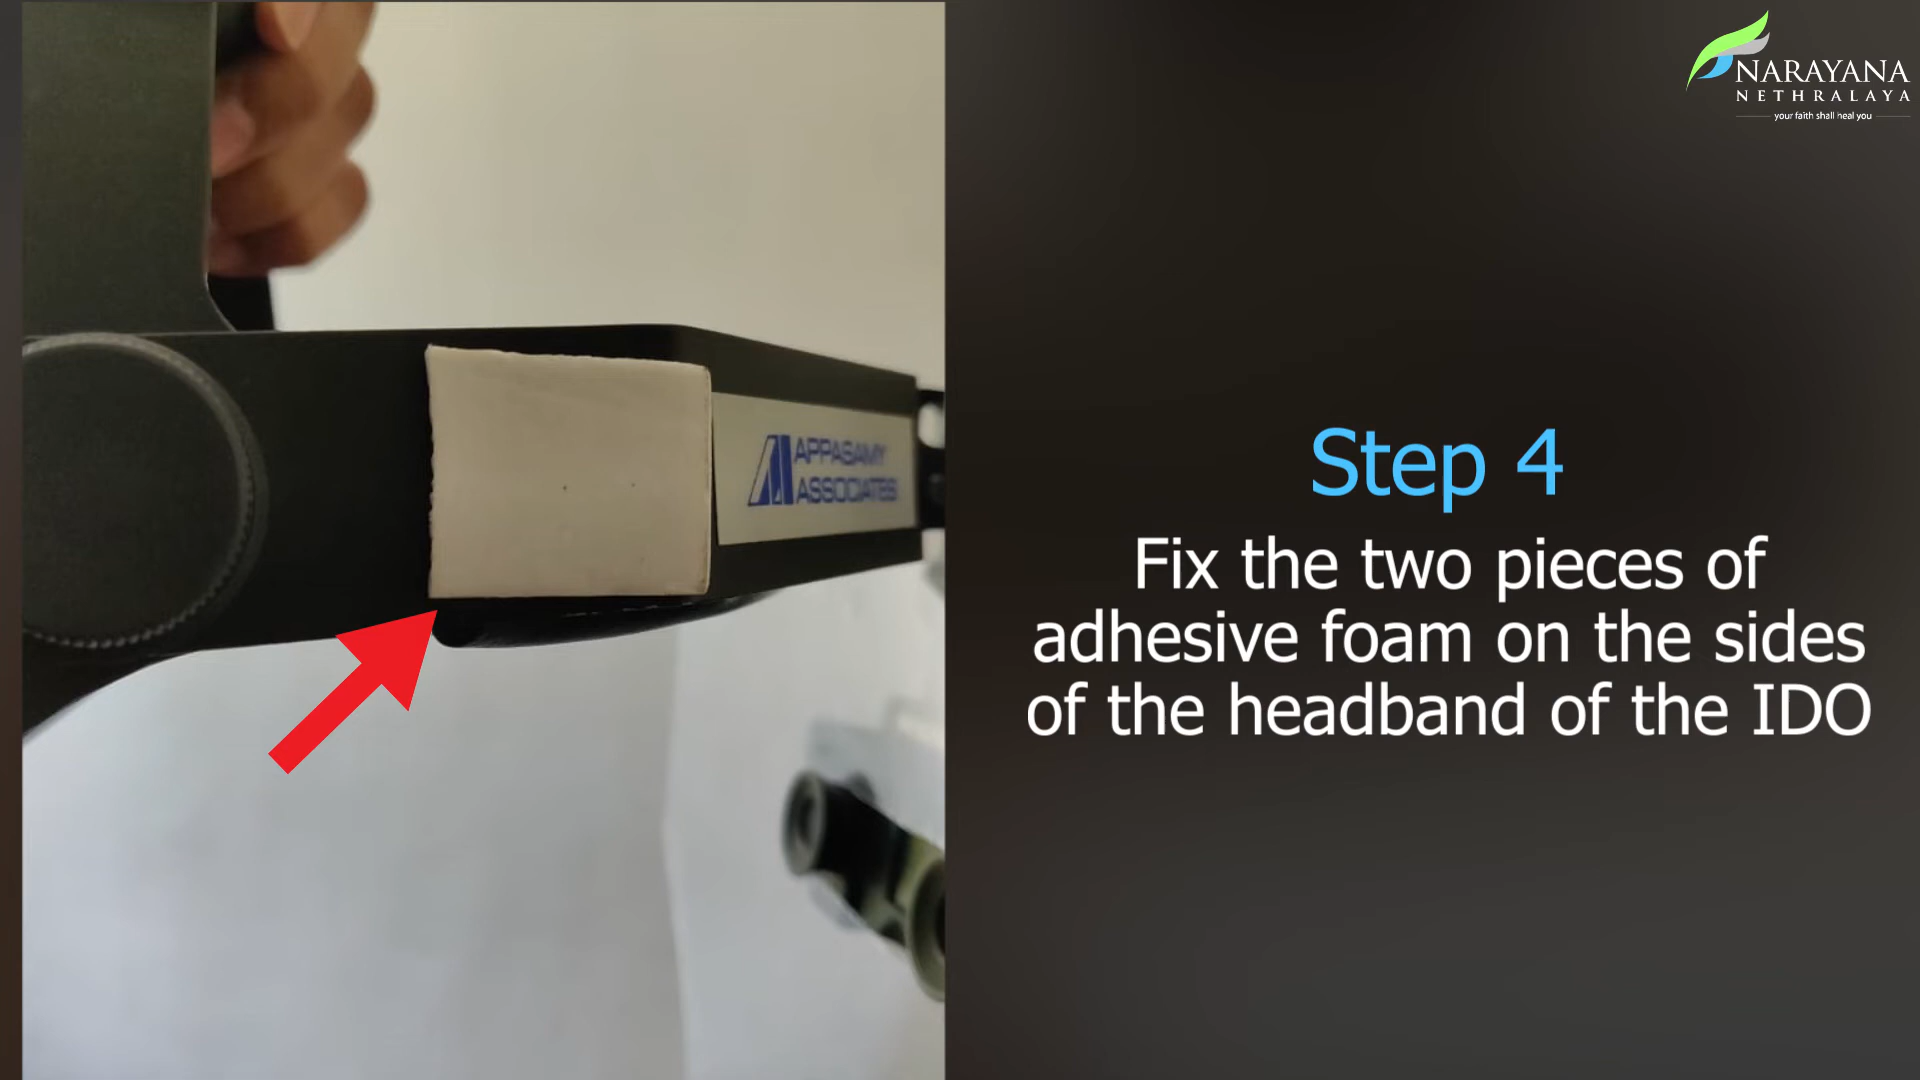 NARAYANA
NETHRALAYA
your faith shall heal you
APPASAMY
ASSOCIATES
Step 4
Fix the two pieces of
adhesive foam on the sides
of the headband of the IDO